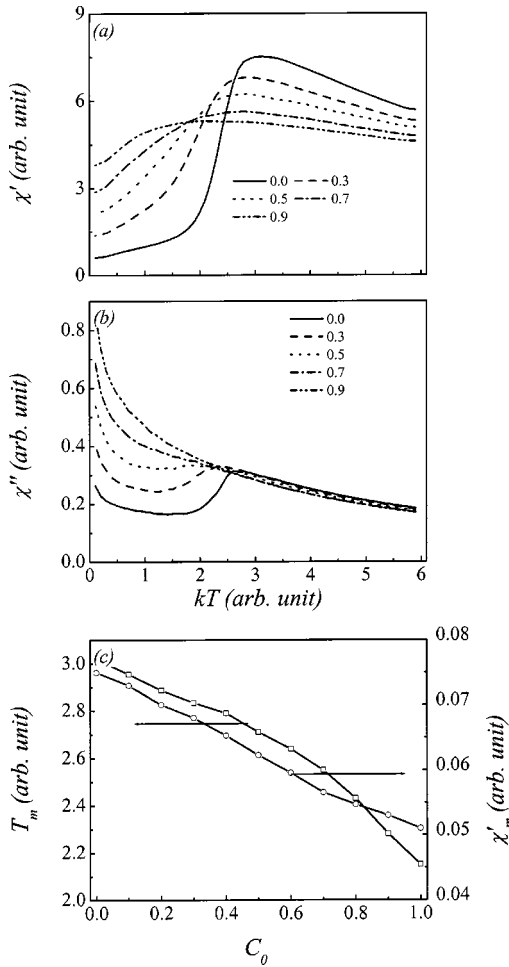 (a)
9
6
3
0
χ' (arb. unit)
0.0 0.3
0.5 0.7
0.9
(b)
0.8
0.6
0.4
0.2
0.0
χ'' (arb. unit)
0.0
0.3
0.5
0.7
0.9
0 1 2 3 4 5 6
kT (arb. unit)
(c)
3.0
2.8
2.6
2.4
2.2
2.0
T_m (arb. unit)
0.08
0.07
0.06
0.05
0.04
χ'_m (arb. unit)
0.0 0.2 0.4 0.6 0.8 1.0
C_0